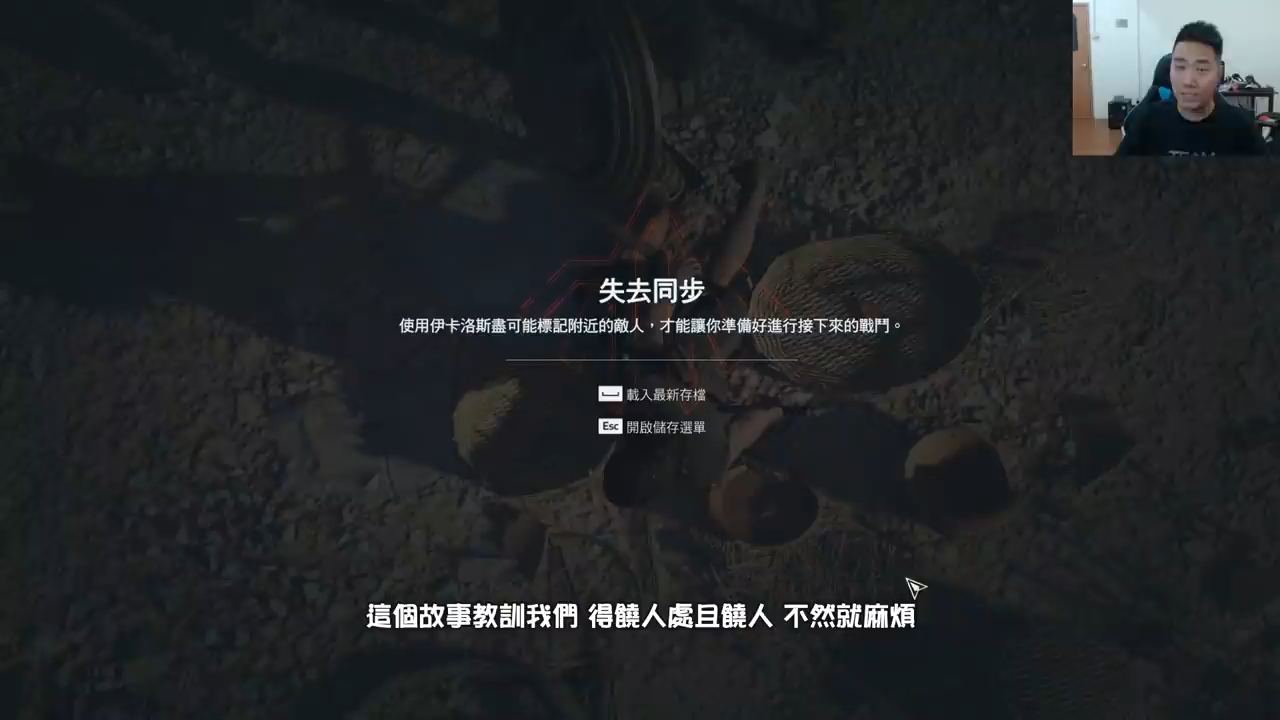 失去同步
使用伊卡洛斯盡可能標記附近的敵人，才能讓你準備好進行接下來的戰鬥。
載入最新存檔
Esc 開啟儲存選單
這個故事教訓我們 得饒人處且饒人 不然就麻煩